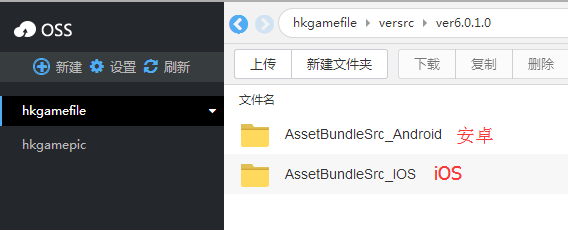 OSS
新建 设置 刷新
hkgamefile
hkgamepic
hkgamefile versrc ver6.0.1.0
上传 新建文件夹 下载 复制 删除
文件名
AssetBundleSrc_Android 安卓
AssetBundleSrc_IOS iOS